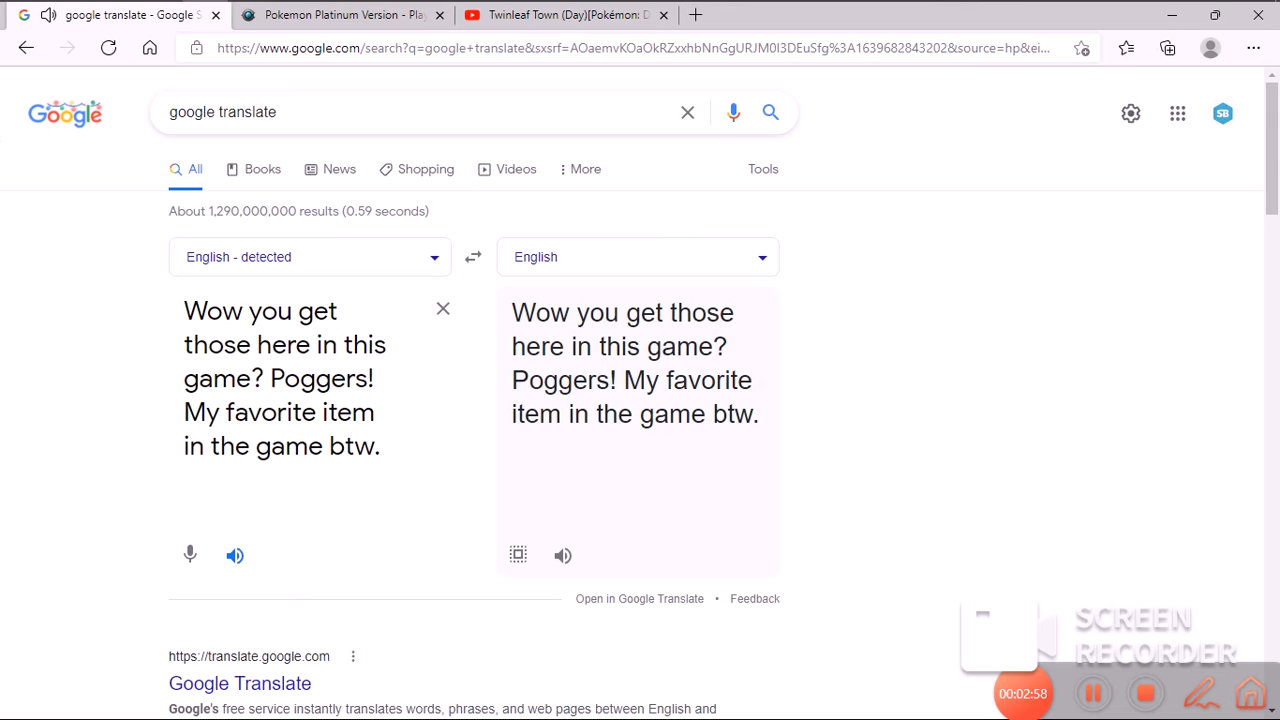 google translate - Google S
Pokemon Platinum Version - Play
Twinleaf Town (Day)[Pokémon: D
https://www.google.com/search?q=google+translate&sxsrf=AOaemvKOaOkRZxxhbNnGgURJM0I3DEuSfg%3A1639682843202&source=hp&ei...
Google
google translate
SB
All
Books
News
Shopping
Videos
More
Tools
About 1,290,000,000 results (0.59 seconds)
English - detected
English
Wow you get
those here in this
game? Poggers!
My favorite item
in the game btw.
Wow you get those
here in this game?
Poggers! My favorite
item in the game btw.
Open in Google Translate • Feedback
https://translate.google.com
Google Translate
Google's free service instantly translates words, phrases, and web pages between English and
SCREEN
RECORDER
00:02:58